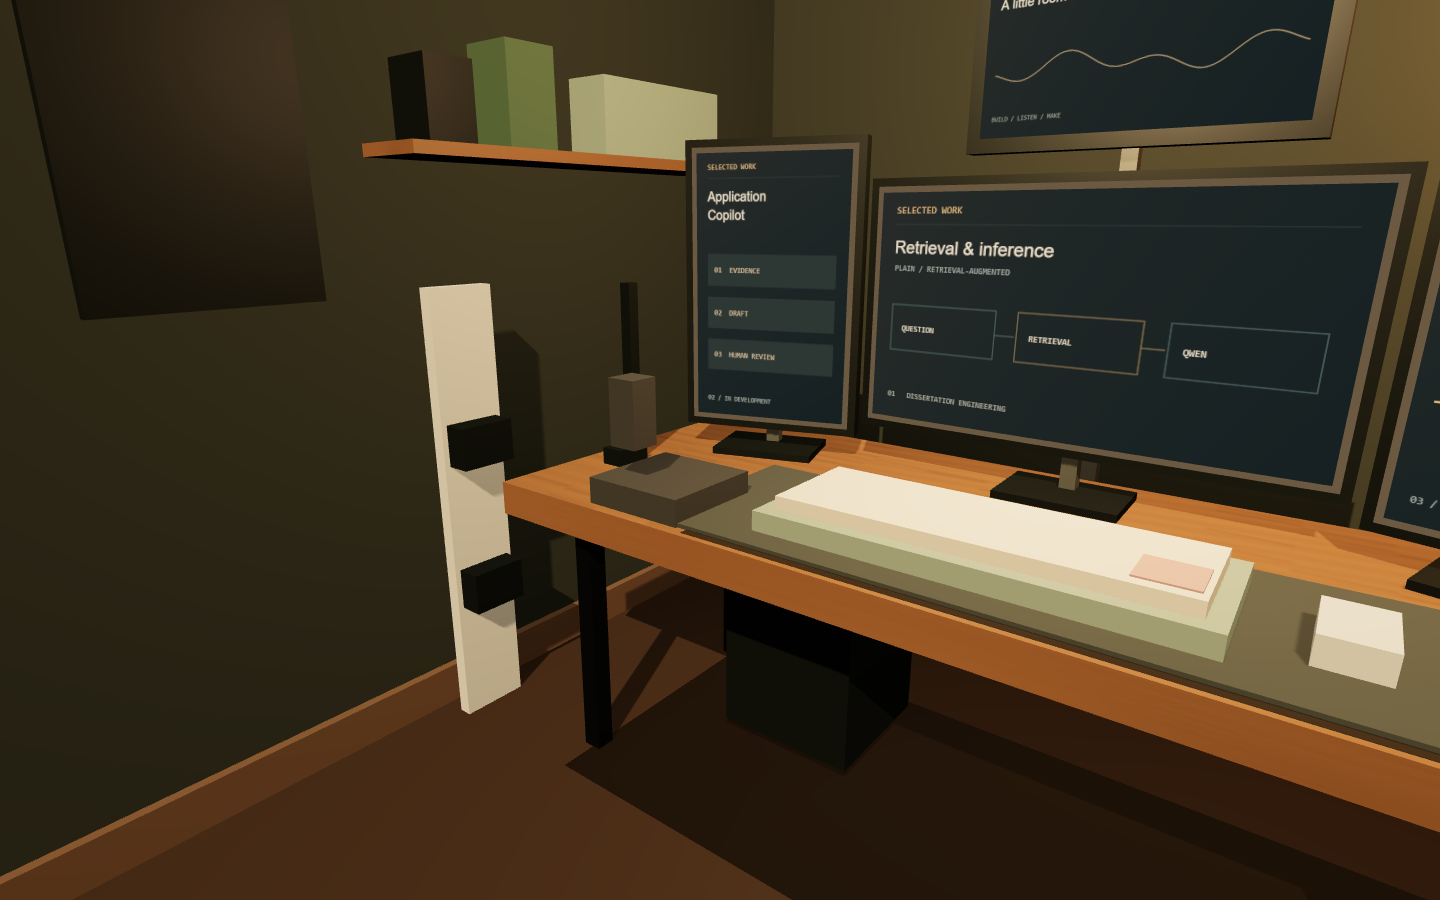 A little
BUILD / LISTEN / MAKE
SELECTED WORK
Application
Copilot
01 EVIDENCE
02 DRAFT
03 HUMAN REVIEW
02 / IN DEVELOPMENT
SELECTED WORK
Retrieval & inference
PLAIN / RETRIEVAL-AUGMENTED
QUESTION
RETRIEVAL
QWEN
01 DISSERTATION ENGINEERING
03 /